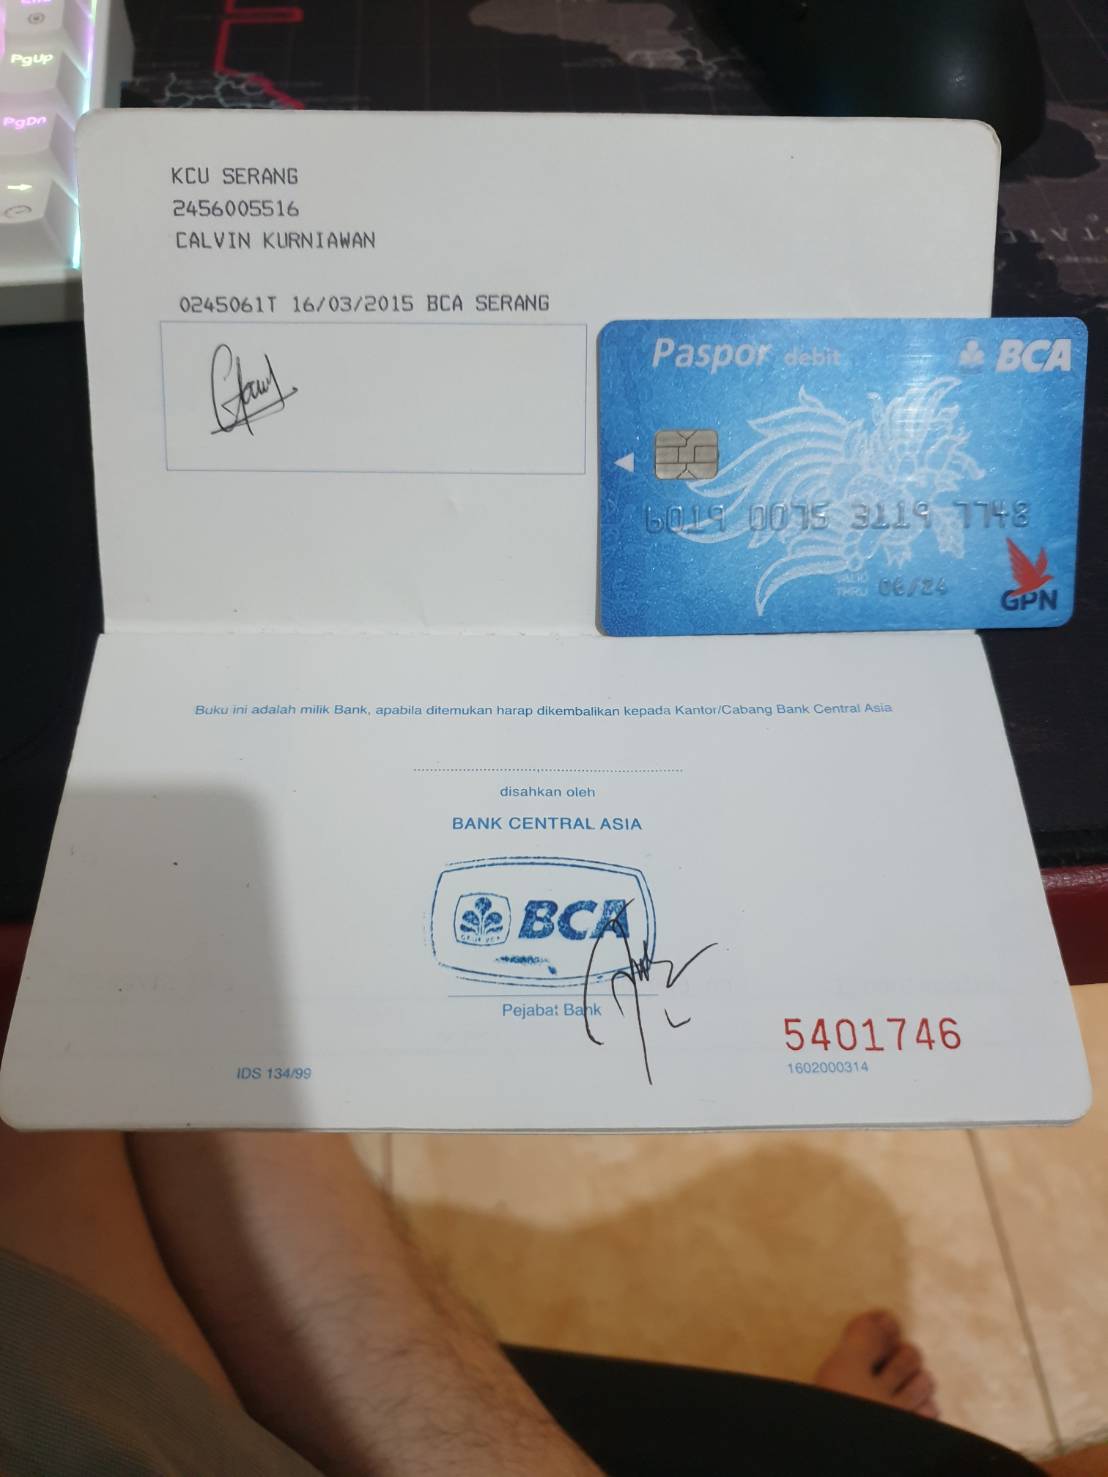 PgUp
PgDn
KCU SERANG
2456005516
CALVIN KURNIAWAN
0245061T 16/03/2015 BCA SERANG
Paspor debit BCA
6019 0075 3119 7748
VALID
THRU 06/24
GPN
Buku ini adalah milik Bank, apabila ditemukan harap dikembalikan kepada Kantor/Cabang Bank Central Asia
disahkan oleh
BANK CENTRAL ASIA
BCA
Pejabat Bank
5401746
1602000314
IDS 134/99